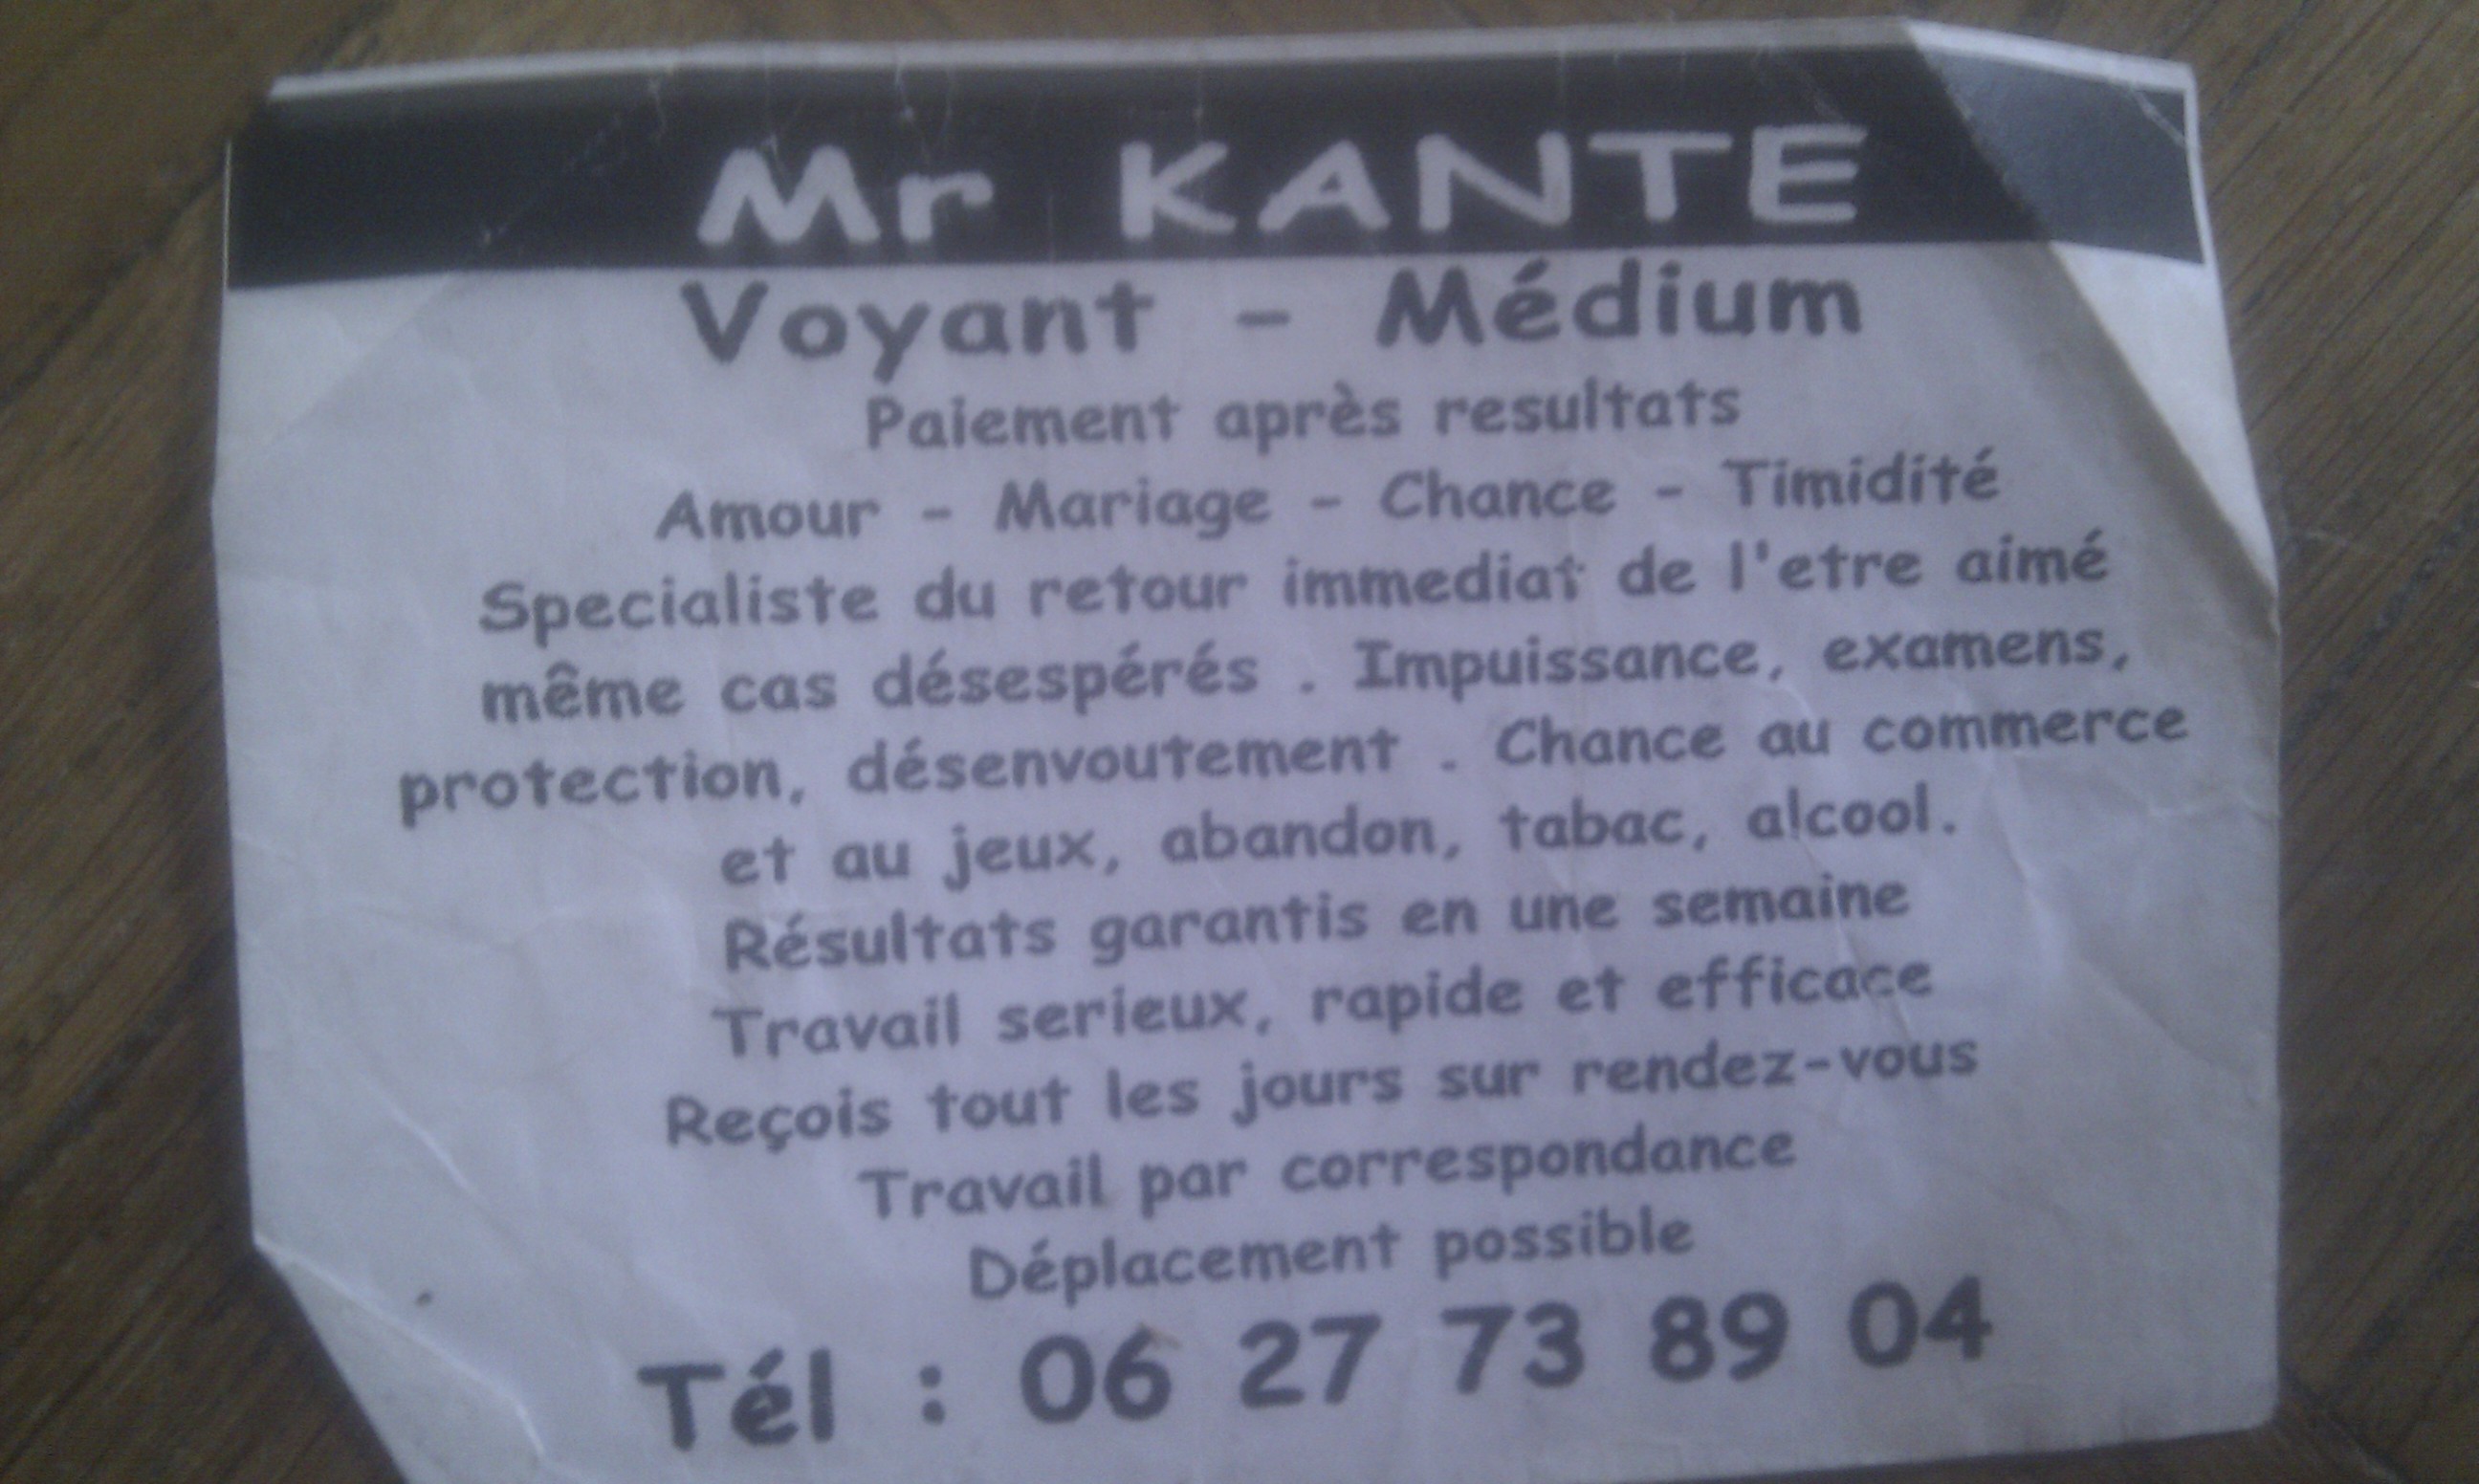 Mr KANTE
Voyant - Médium
Paiement après resultats
Amour - Mariage - Chance - Timidité
Specialiste du retour immediat de l'etre aimé
même cas désespérés . Impuissance, examens,
protection, désenvoutement . Chance au commerce
et au jeux, abandon, tabac, alcool.
Résultats garantis en une semaine
Travail serieux, rapide et efficace
Reçois tout les jours sur rendez-vous
Travail par correspondance
Déplacement possible
Tél : 06 27 73 89 04